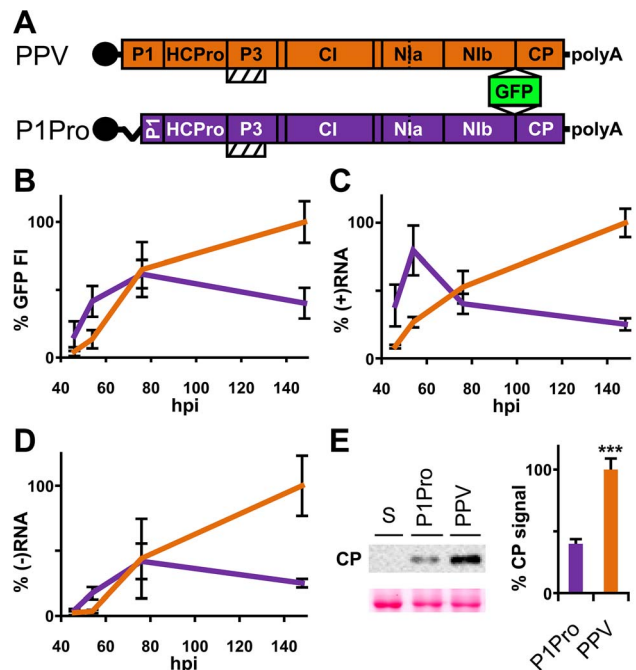 A
PPV P1 HCPro P3 CI NIa NIb CP polyA
GFP
P1Pro P1 HCPro P3 CI NIa NIb CP polyA
B
% GFP FI
100
0
40 60 80 100 120 140
hpi
C
% (+)RNA
100
0
40 60 80 100 120 140
hpi
D
% (-)RNA
100
0
40 60 80 100 120 140
hpi
E
S P1Pro PPV
CP
% CP signal
***
100
0
P1Pro PPV